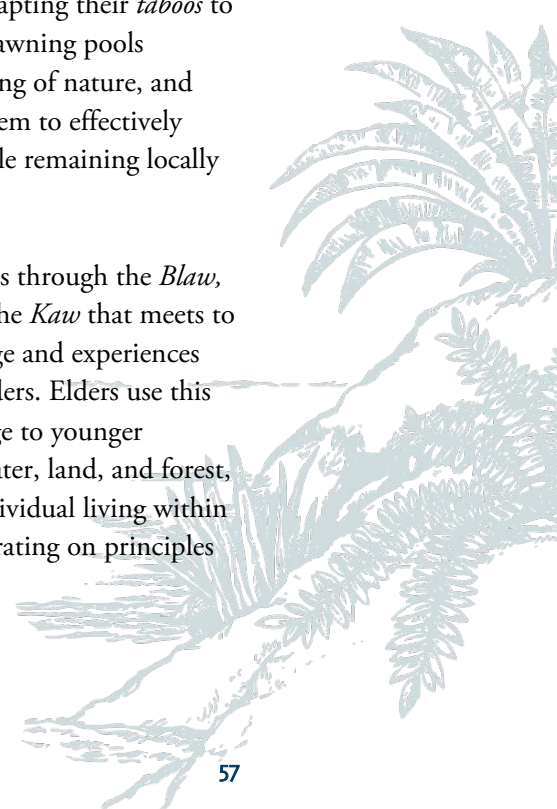 apting their taboos to
awning pools
ng of nature, and
em to effectively
le remaining locally
s through the Blaw,
he Kaw that meets to
ge and experiences
lers. Elders use this
ge to younger
ater, land, and forest,
ividual living within
rating on principles
57